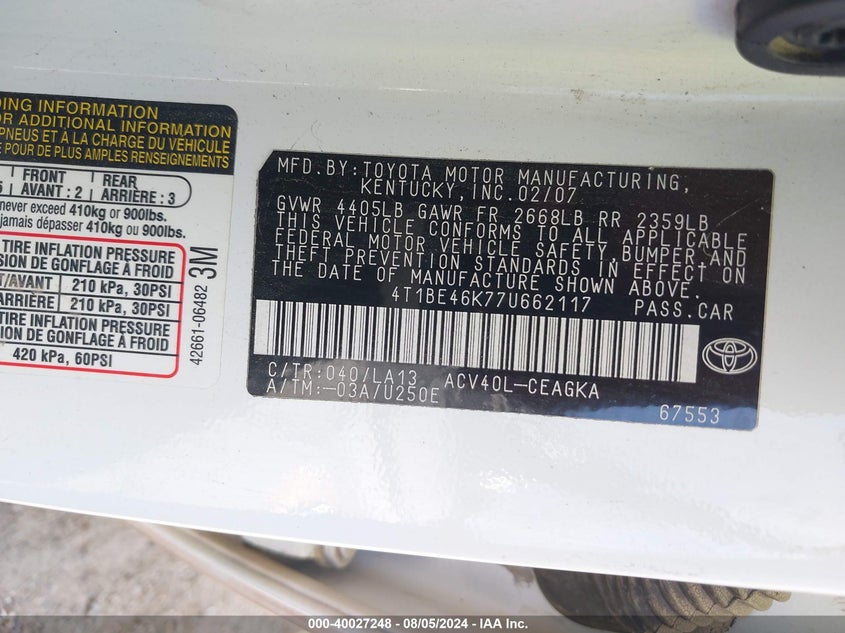 DING INFORMATION
R ADDITIONAL INFORMATION
PNEUS ET À LA CHARGE DU VÉHICULE
POUR DE PLUS AMPLES RENSEIGNEMENTS
5 FRONT AVANT : 2 REAR ARRIÈRE : 3
never exceed 410kg or 900lbs.
jamais dépasser 410kg ou 900lbs.
TIRE INFLATION PRESSURE
SION DE GONFLAGE À FROID
T/AVANT 210 kPa, 30PSI
ARRIÈRE 210 kPa, 30PSI
TIRE INFLATION PRESSURE
SION DE GONFLAGE À FROID
420 kPa, 60PSI
42661-06482 3M
MFD.BY:TOYOTA MOTOR MANUFACTURING,
KENTUCKY,INC.02/07
GVWR 4405LB GAWR FR 2668LB RR 2359LB
THIS VEHICLE CONFORMS TO ALL APPLICABLE
FEDERAL MOTOR VEHICLE SAFETY,BUMPER,AND
THEFT PREVENTION STANDARDS IN EFFECT ON
THE DATE OF MANUFACTURE SHOWN ABOVE.
4T1BE46K77U662117 PASS.CAR
C/TR:040/LA13 ACV40L-CEAGKA
A/TM:-03A/U250E
67553
000-40027248 - 08/05/2024 - IAA Inc.